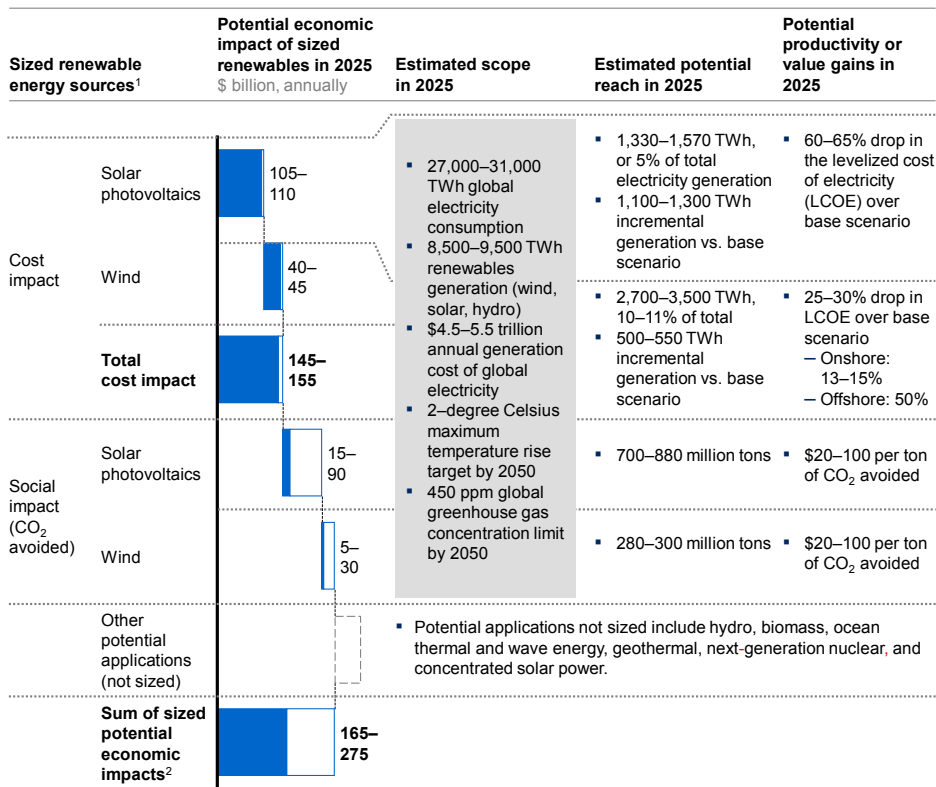 Sized renewable
energy sources1
Potential economic
impact of sized
renewables in 2025
$ billion, annually
Estimated scope
in 2025
Estimated potential
reach in 2025
Potential
productivity or
value gains in
2025
Cost
impact
Solar
photovoltaics
105–
110
Wind
40–
45
Total
cost impact
145–
155
▪ 27,000–31,000
TWh global
electricity
consumption
▪ 8,500–9,500 TWh
renewables
generation (wind,
solar, hydro)
▪ $4.5–5.5 trillion
annual generation
cost of global
electricity
▪ 2–degree Celsius
maximum
temperature rise
target by 2050
▪ 450 ppm global
greenhouse gas
concentration limit
by 2050
▪ 1,330–1,570 TWh,
or 5% of total
electricity generation
▪ 1,100–1,300 TWh
incremental
generation vs. base
scenario
▪ 60–65% drop in
the levelized cost
of electricity
(LCOE) over
base scenario
▪ 2,700–3,500 TWh,
10–11% of total
▪ 500–550 TWh
incremental
generation vs. base
scenario
▪ 25–30% drop in
LCOE over base
scenario
– Onshore:
13–15%
– Offshore: 50%
Social
impact
(CO2
avoided)
Solar
photovoltaics
15–
90
▪ 700–880 million tons
▪ $20–100 per ton
of CO2 avoided
Wind
5–
30
▪ 280–300 million tons
▪ $20–100 per ton
of CO2 avoided
Other
potential
applications
(not sized)
▪ Potential applications not sized include hydro, biomass, ocean
thermal and wave energy, geothermal, next-generation nuclear, and
concentrated solar power.
Sum of sized
potential
economic
impacts2
165–
275